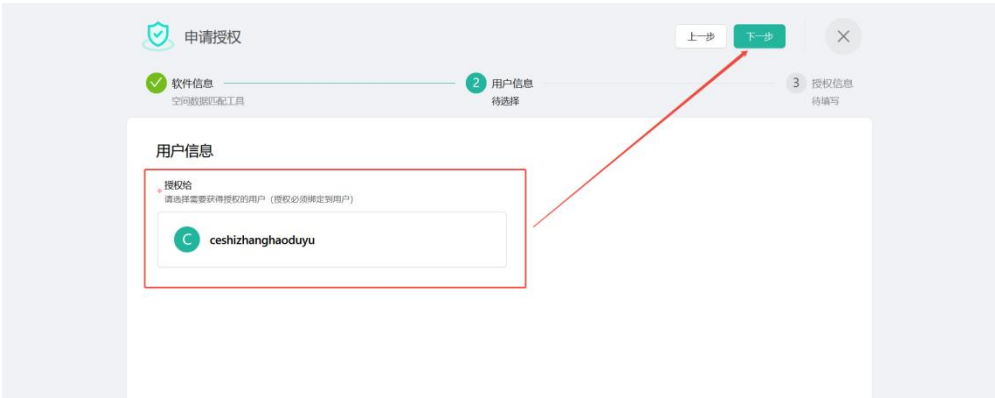 申请授权
上一步
下一步
软件信息
空间数据匹配工具
2 用户信息
待选择
3 授权信息
待填写
用户信息
* 授权给
请选择需要获得授权的用户（授权必须绑定到用户）
C ceshizhanghaoduyu